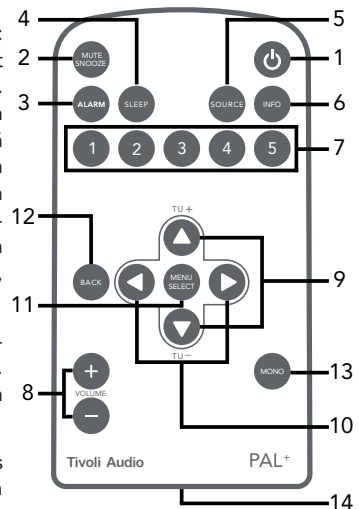 4
5
2
MUTE
SNOOZE
1
3
ALARM
SLEEP
SOURCE
INFO
6
1
2
3
4
5
7
TU +
12
BACK
MENU
SELECT
9
11
TU −
8
+
VOLUME
−
MONO
13
10
Tivoli Audio
PAL+
14